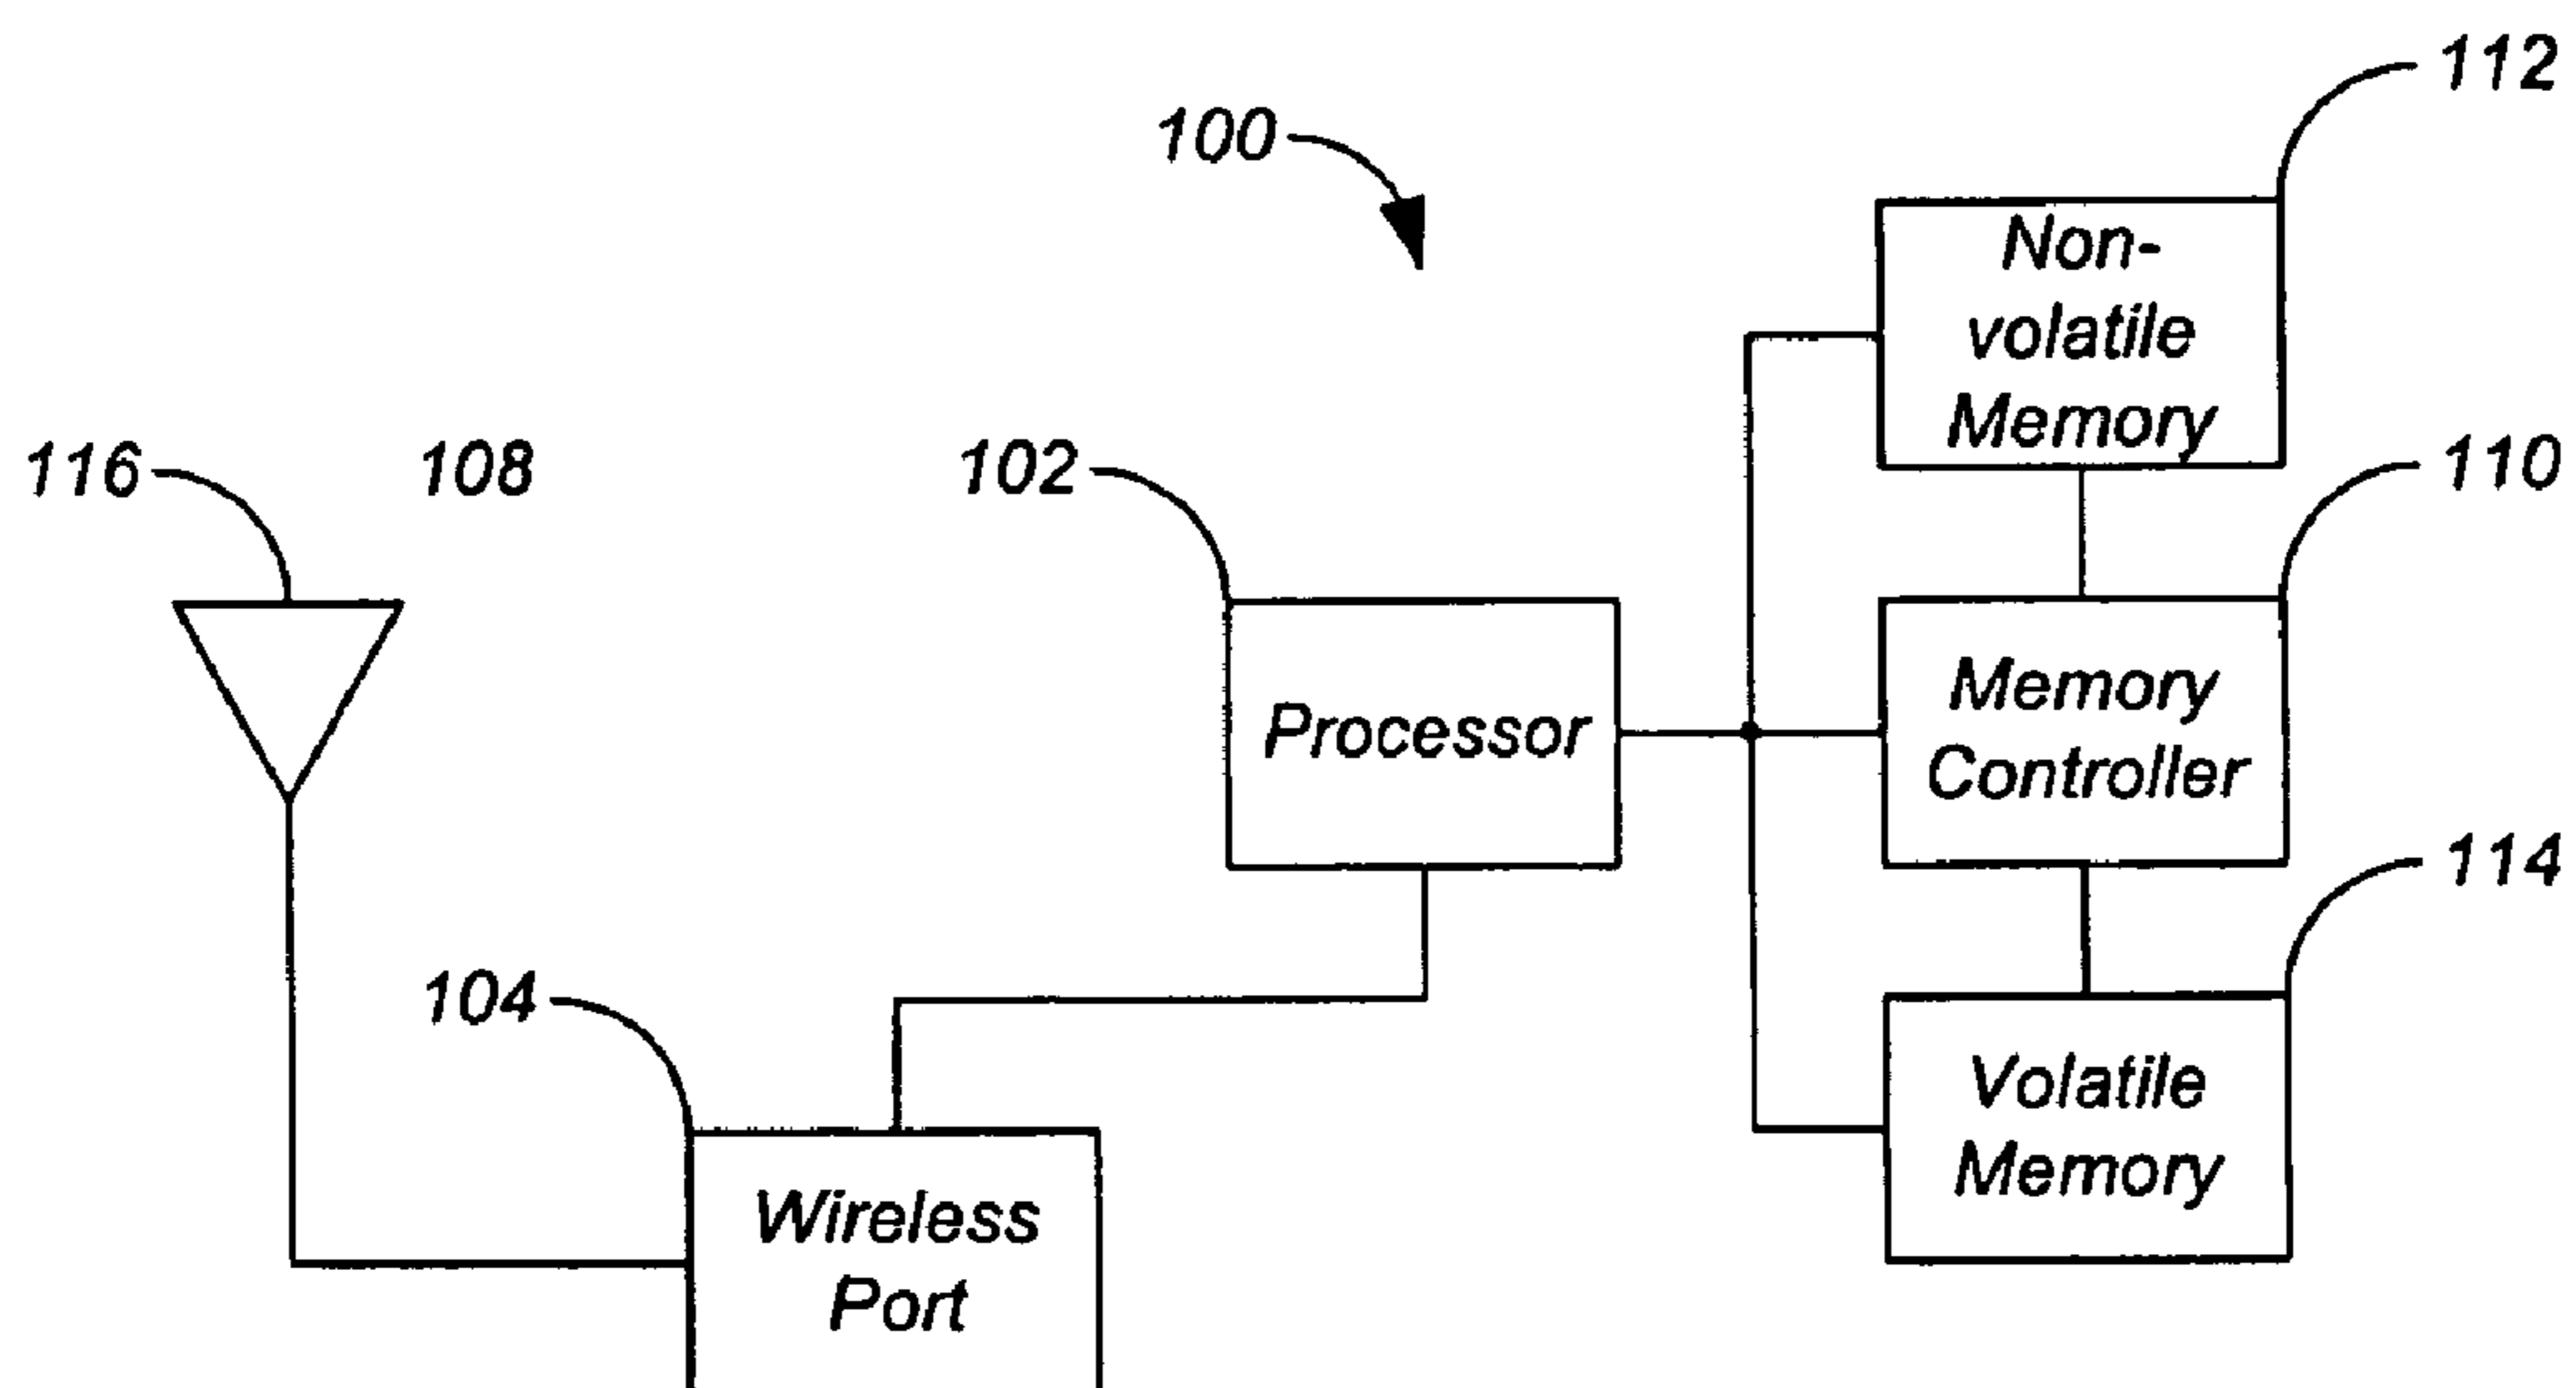 112
100
Non-
volatile
Memory
116
108
102
110
Processor
Memory
Controller
114
104
Volatile
Memory
Wireless
Port